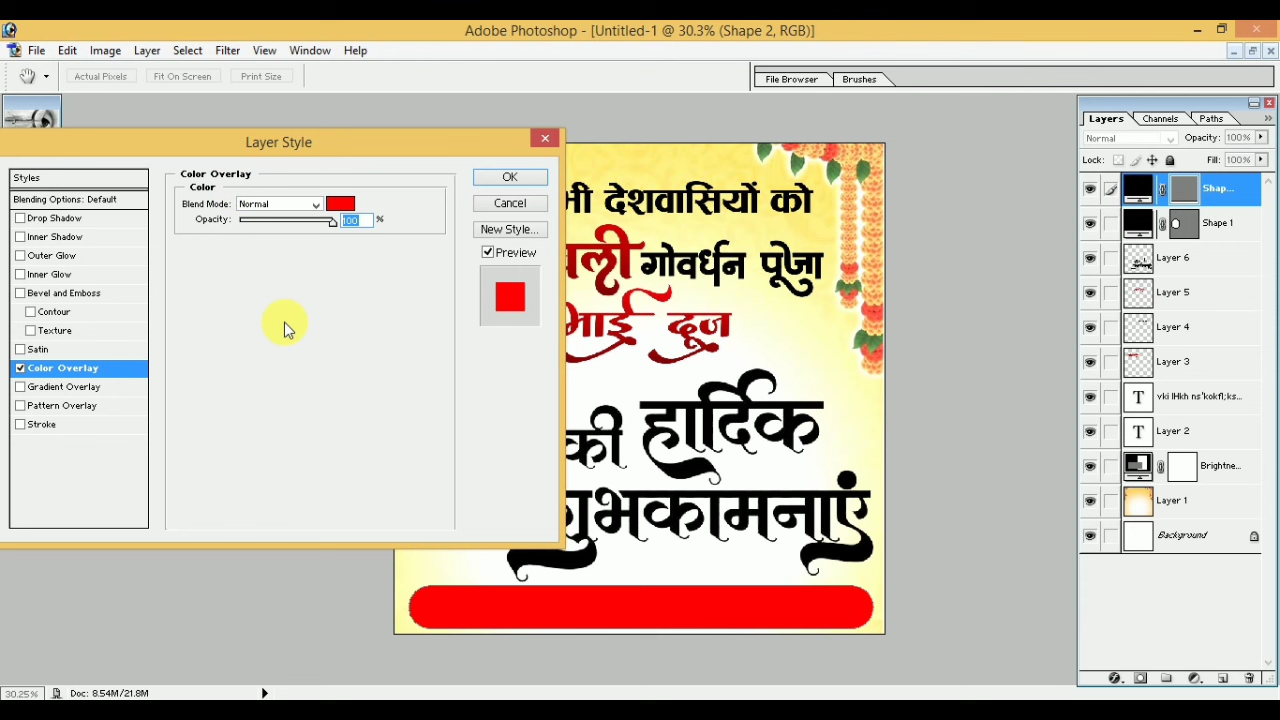 Adobe Photoshop - [Untitled-1 @ 30.3% (Shape 2, RGB)]
File Edit Image Layer Select Filter View Window Help
Actual Pixels Fit On Screen Print Size File Browser Brushes
Layer Style
Styles
Blending Options: Default
Drop Shadow
Inner Shadow
Outer Glow
Inner Glow
Bevel and Emboss
Contour
Texture
Satin
Color Overlay
Gradient Overlay
Pattern Overlay
Stroke
Color Overlay
Color
Blend Mode: Normal
Opacity: 100 %
OK
Cancel
New Style...
Preview
भी देशवासियों को
ली गोवर्धन पूजा
भाई दूज
की हार्दिक
शुभकामनाएं
Layers Channels Paths
Normal Opacity: 100%
Lock: Fill: 100%
Shap...
Shape 1
Layer 6
Layer 5
Layer 4
Layer 3
T vki lHkh ns'kokfl;ks...
T Layer 2
Brightne...
Layer 1
Background
30.25% Doc: 8.54M/21.8M